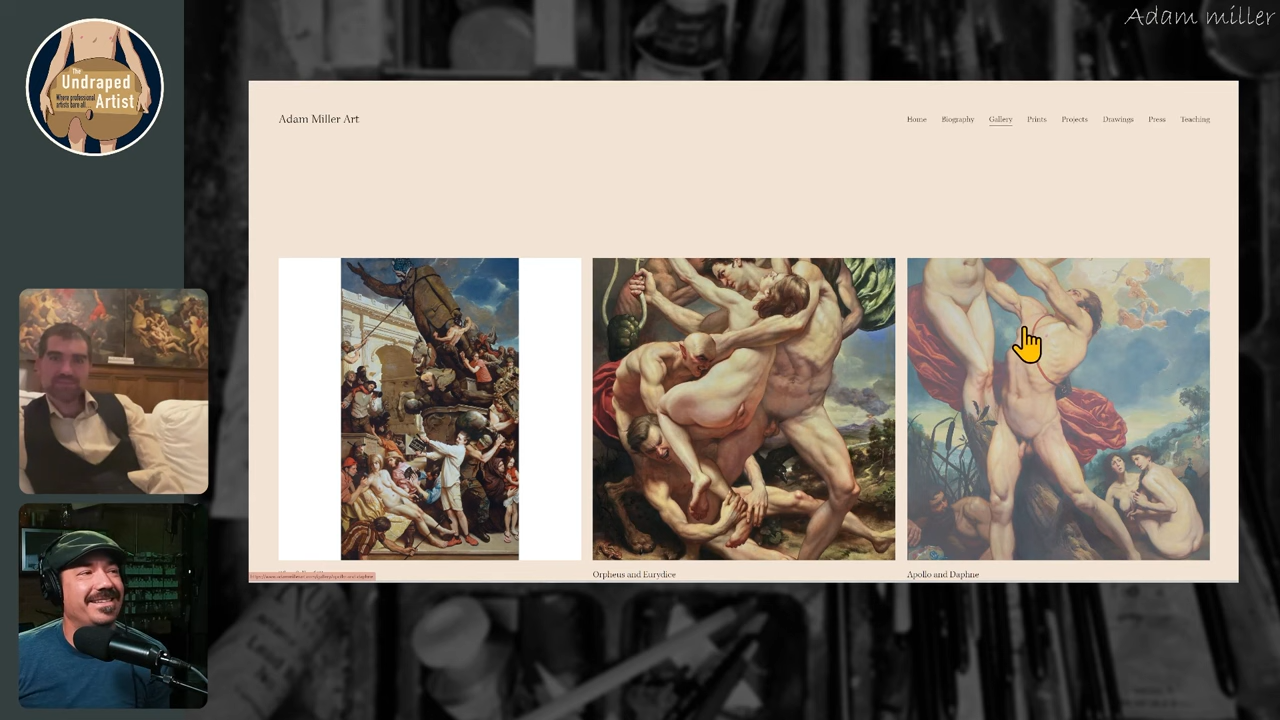 Adam miller
The
Undraped
Where professional
artists bare all...
Artist
Adam Miller Art
Home Biography Gallery Prints Projects Drawings Press Teaching
Orpheus and Eurydice
Apollo and Daphne